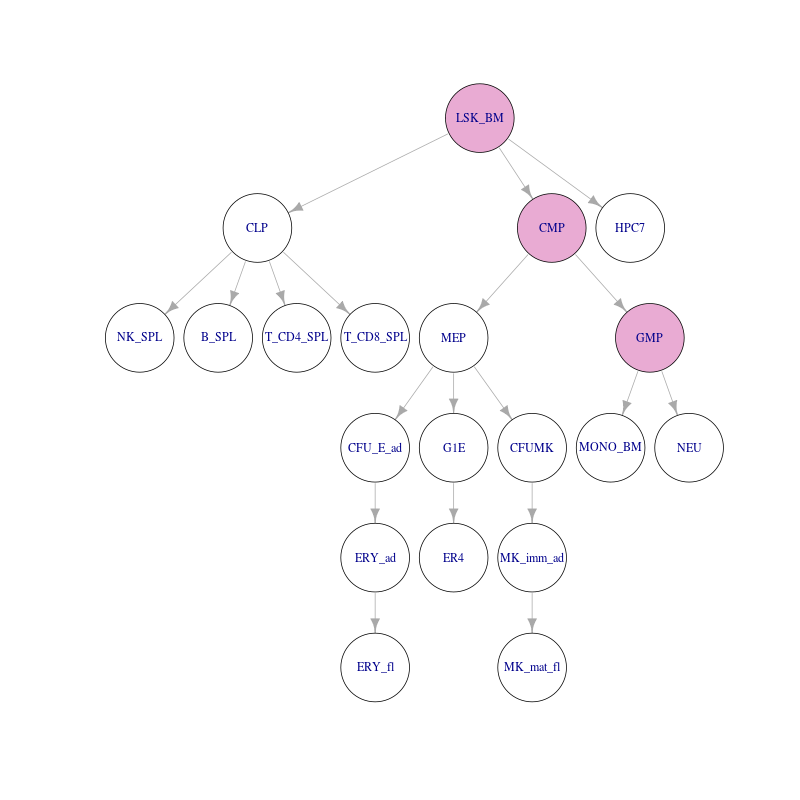 LSK_BM
CLP
CMP
HPC7
NK_SPL
B_SPL
T_CD4_SPL
T_CD8_SPL
MEP
GMP
CFU_E_ad
G1E
CFUMK
MONO_BM
NEU
ERY_ad
ER4
MK_imm_ad
ERY_fl
MK_mat_fl